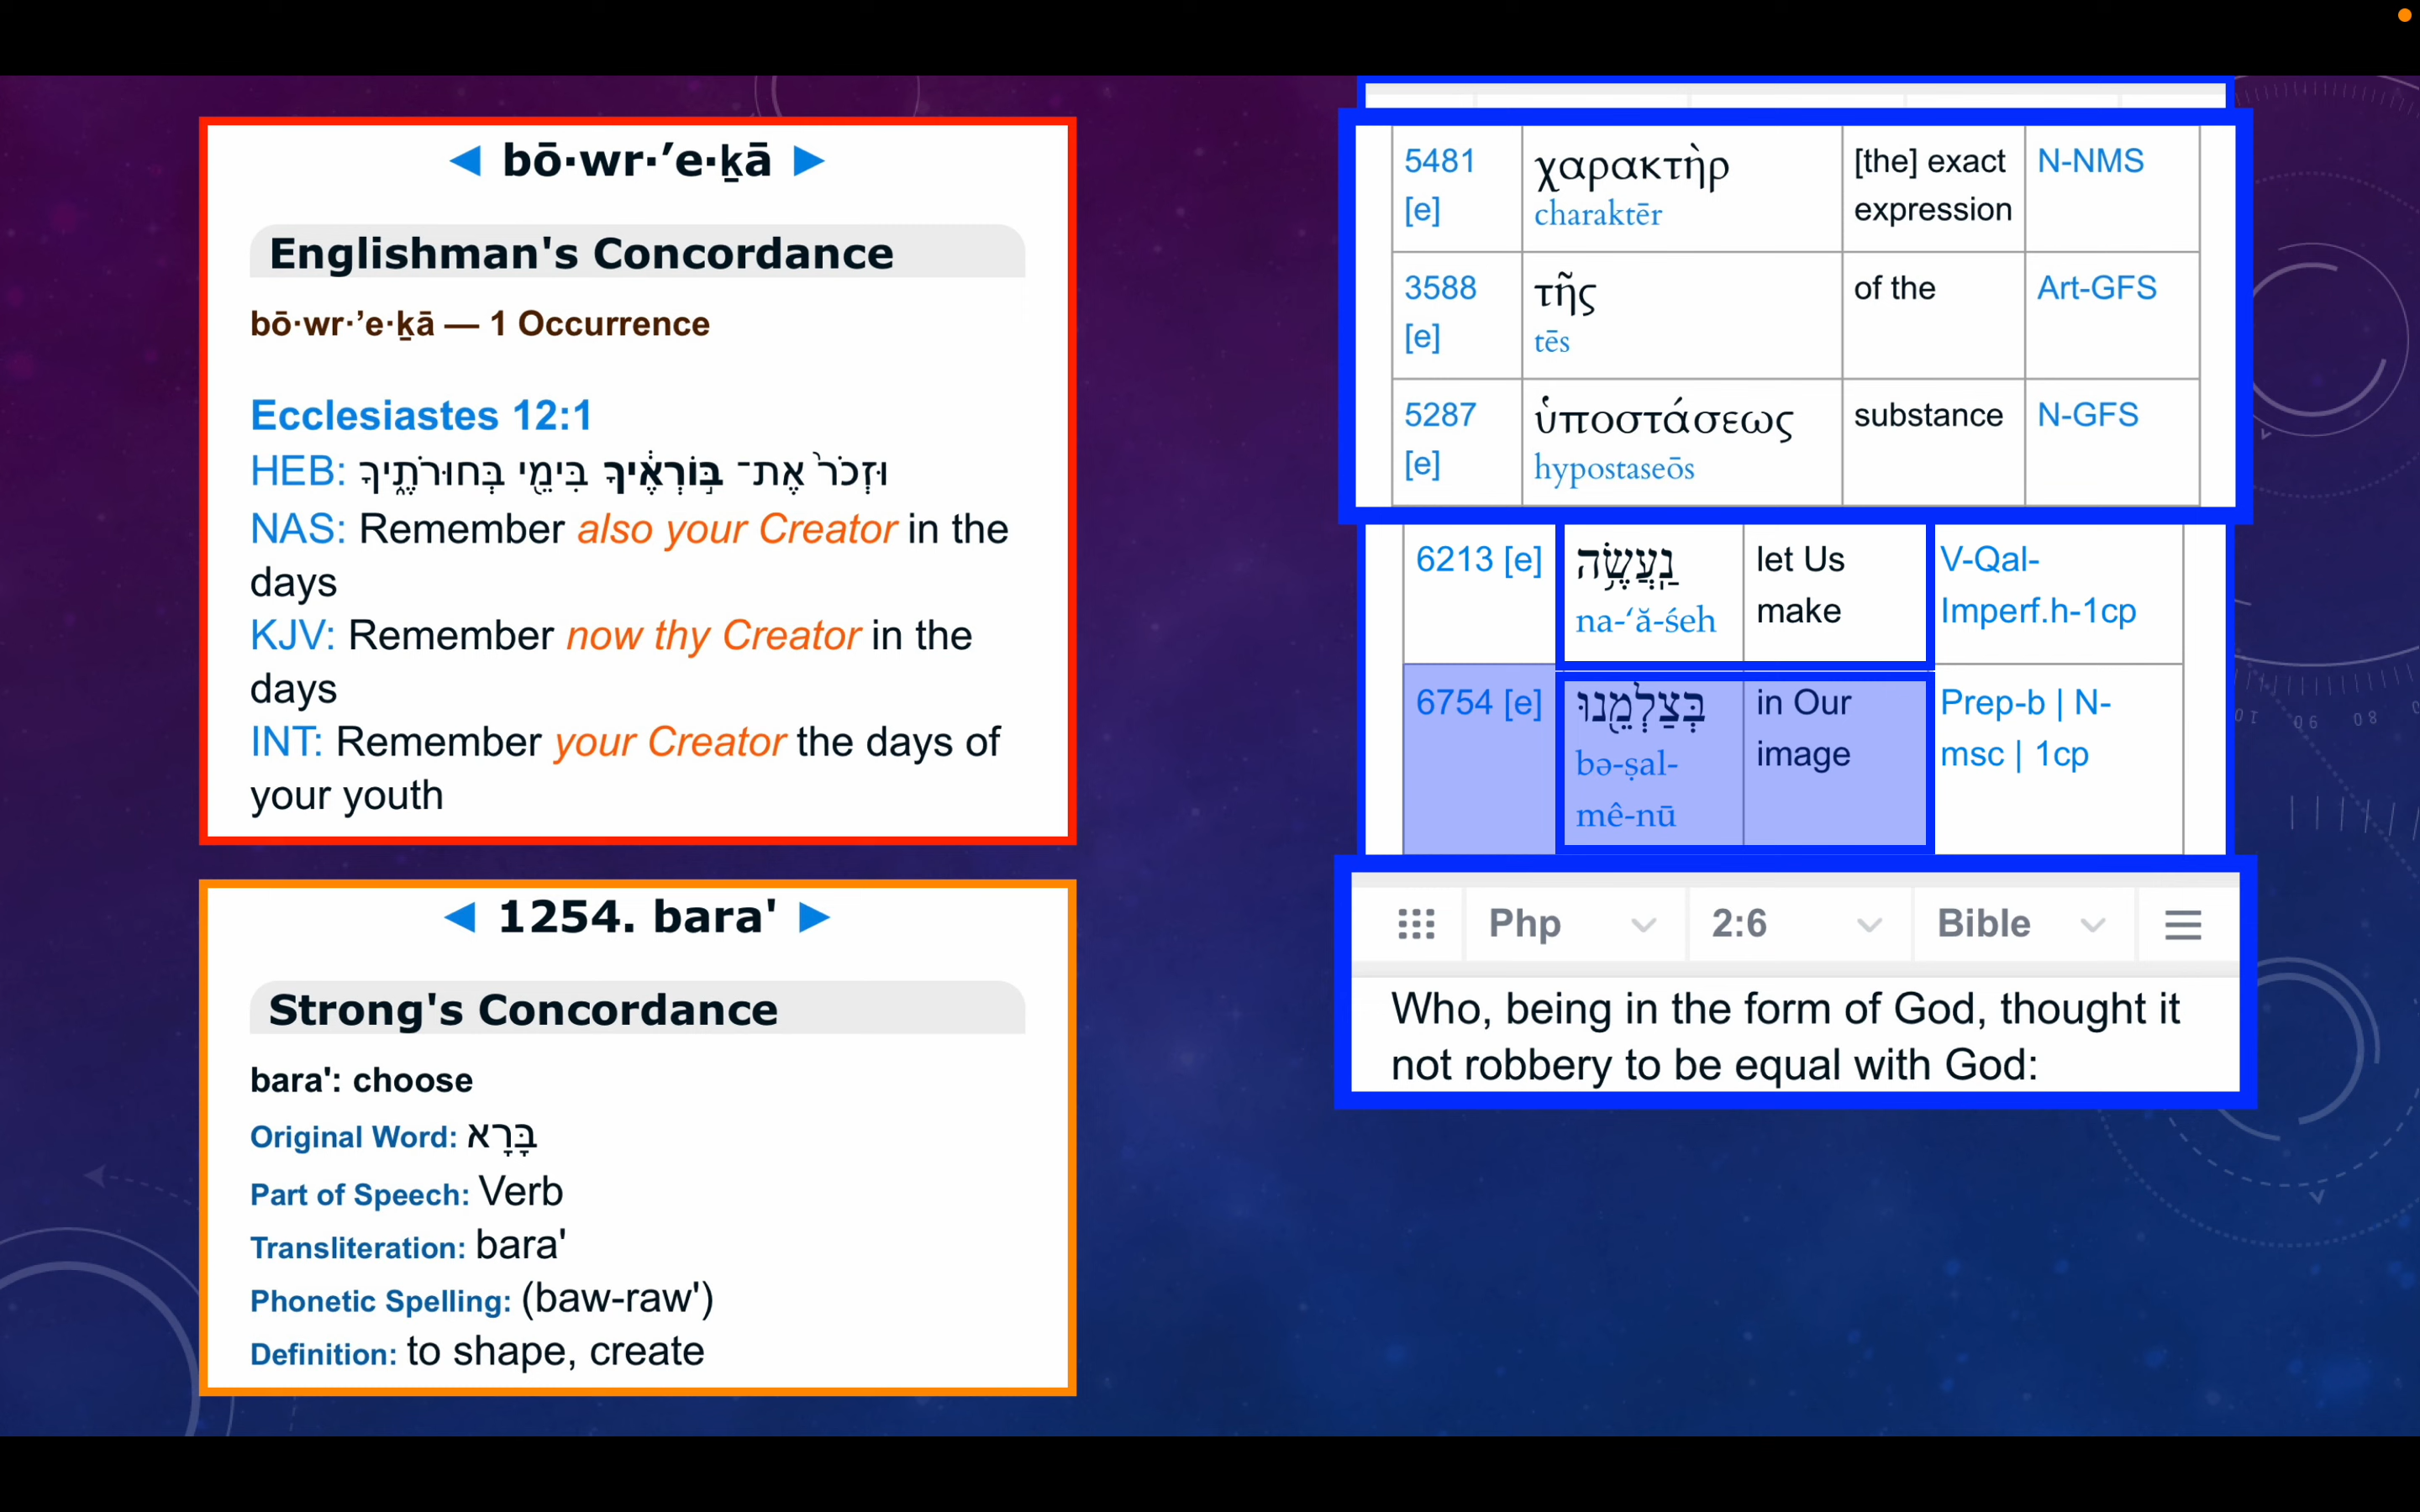 ◀ bō·wr·’e·ḵā ▶
Englishman's Concordance
bō·wr·’e·ḵā — 1 Occurrence
Ecclesiastes 12:1
HEB: וּזְכֹר֙ אֶת־ בּ֣וֹרְאֶ֔יךָ בִּימֵ֖י בְּחוּרֹתֶ֑יךָ
NAS: Remember also your Creator in the
days
KJV: Remember now thy Creator in the
days
INT: Remember your Creator the days of
your youth
◀ 1254. bara' ▶
Strong's Concordance
bara': choose
Original Word: בָּרָא
Part of Speech: Verb
Transliteration: bara'
Phonetic Spelling: (baw-raw')
Definition: to shape, create
5481 [e] χαρακτὴρ charaktēr [the] exact expression N-NMS
3588 [e] τῆς tēs of the Art-GFS
5287 [e] ὑποστάσεως hypostaseōs substance N-GFS
6213 [e] נַֽעֲשֶׂ֥ה na-‘ă-śeh let Us make V-Qal-Imperf.h-1cp
6754 [e] בְּצַלְמֵ֖נוּ bə-ṣal-mê-nū in Our image Prep-b | N-msc | 1cp
Php 2:6 Bible
Who, being in the form of God, thought it
not robbery to be equal with God: